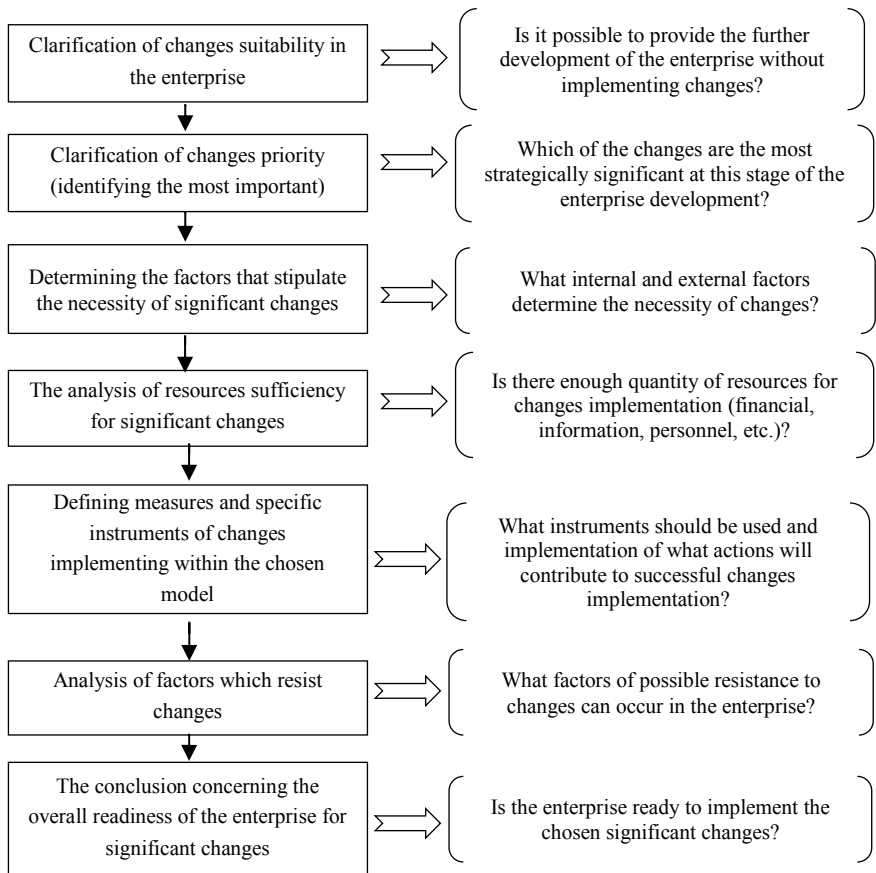 Clarification of changes suitability in
the enterprise
Is it possible to provide the further
development of the enterprise without
implementing changes?
Clarification of changes priority
(identifying the most important)
Which of the changes are the most
strategically significant at this stage of the
enterprise development?
Determining the factors that stipulate
the necessity of significant changes
What internal and external factors
determine the necessity of changes?
The analysis of resources sufficiency
for significant changes
Is there enough quantity of resources for
changes implementation (financial,
information, personnel, etc.)?
Defining measures and specific
instruments of changes
implementing within the chosen
model
What instruments should be used and
implementation of what actions will
contribute to successful changes
implementation?
Analysis of factors which resist
changes
What factors of possible resistance to
changes can occur in the enterprise?
The conclusion concerning the
overall readiness of the enterprise for
significant changes
Is the enterprise ready to implement the
chosen significant changes?